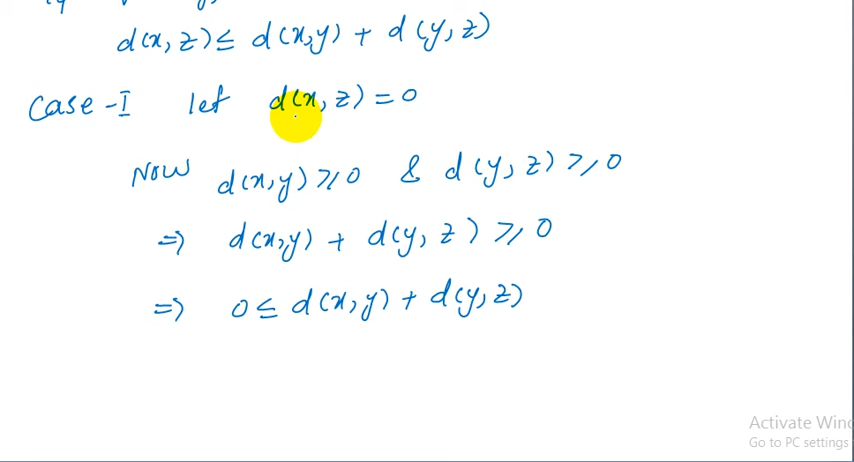 d(x, z) ≤ d(x,y) + d(y, z)
Case -I let d(x, z) = 0
Now d(x,y) ≥ 0 & d(y, z) ≥ 0
⇒ d(x,y) + d(y, z) ≥ 0
⇒ 0 ≤ d(x,y) + d(y,z)
Activate Win
Go to PC settings